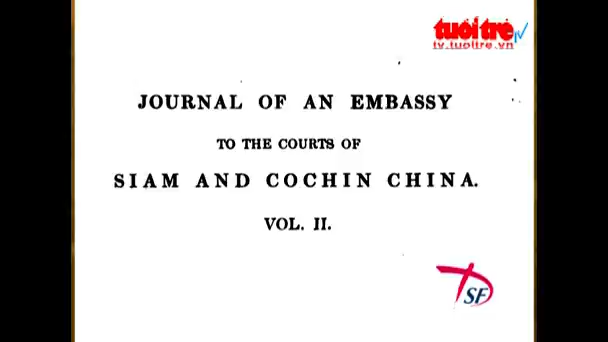 tuổi trẻ tv
tv.tuoitre.vn
JOURNAL OF AN EMBASSY
TO THE COURTS OF
SIAM AND COCHIN CHINA.
VOL. II.
SF